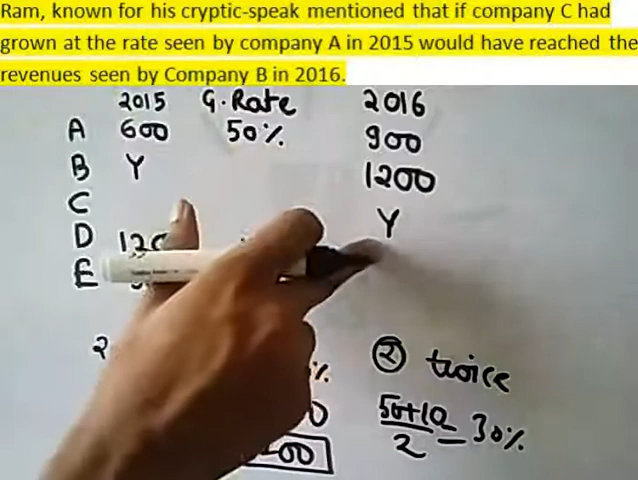 Ram, known for his cryptic-speak mentioned that if company C had
grown at the rate seen by company A in 2015 would have reached the
revenues seen by Company B in 2016.
2015 G.Rate 2016
A 600 50% 900
B Y 1200
C Y
D
E
② twice
50+10
2 = 30%